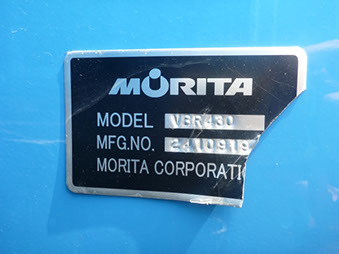 MORITA
MODEL VBR430
MFG.NO. 2410919
MORITA CORPORATI